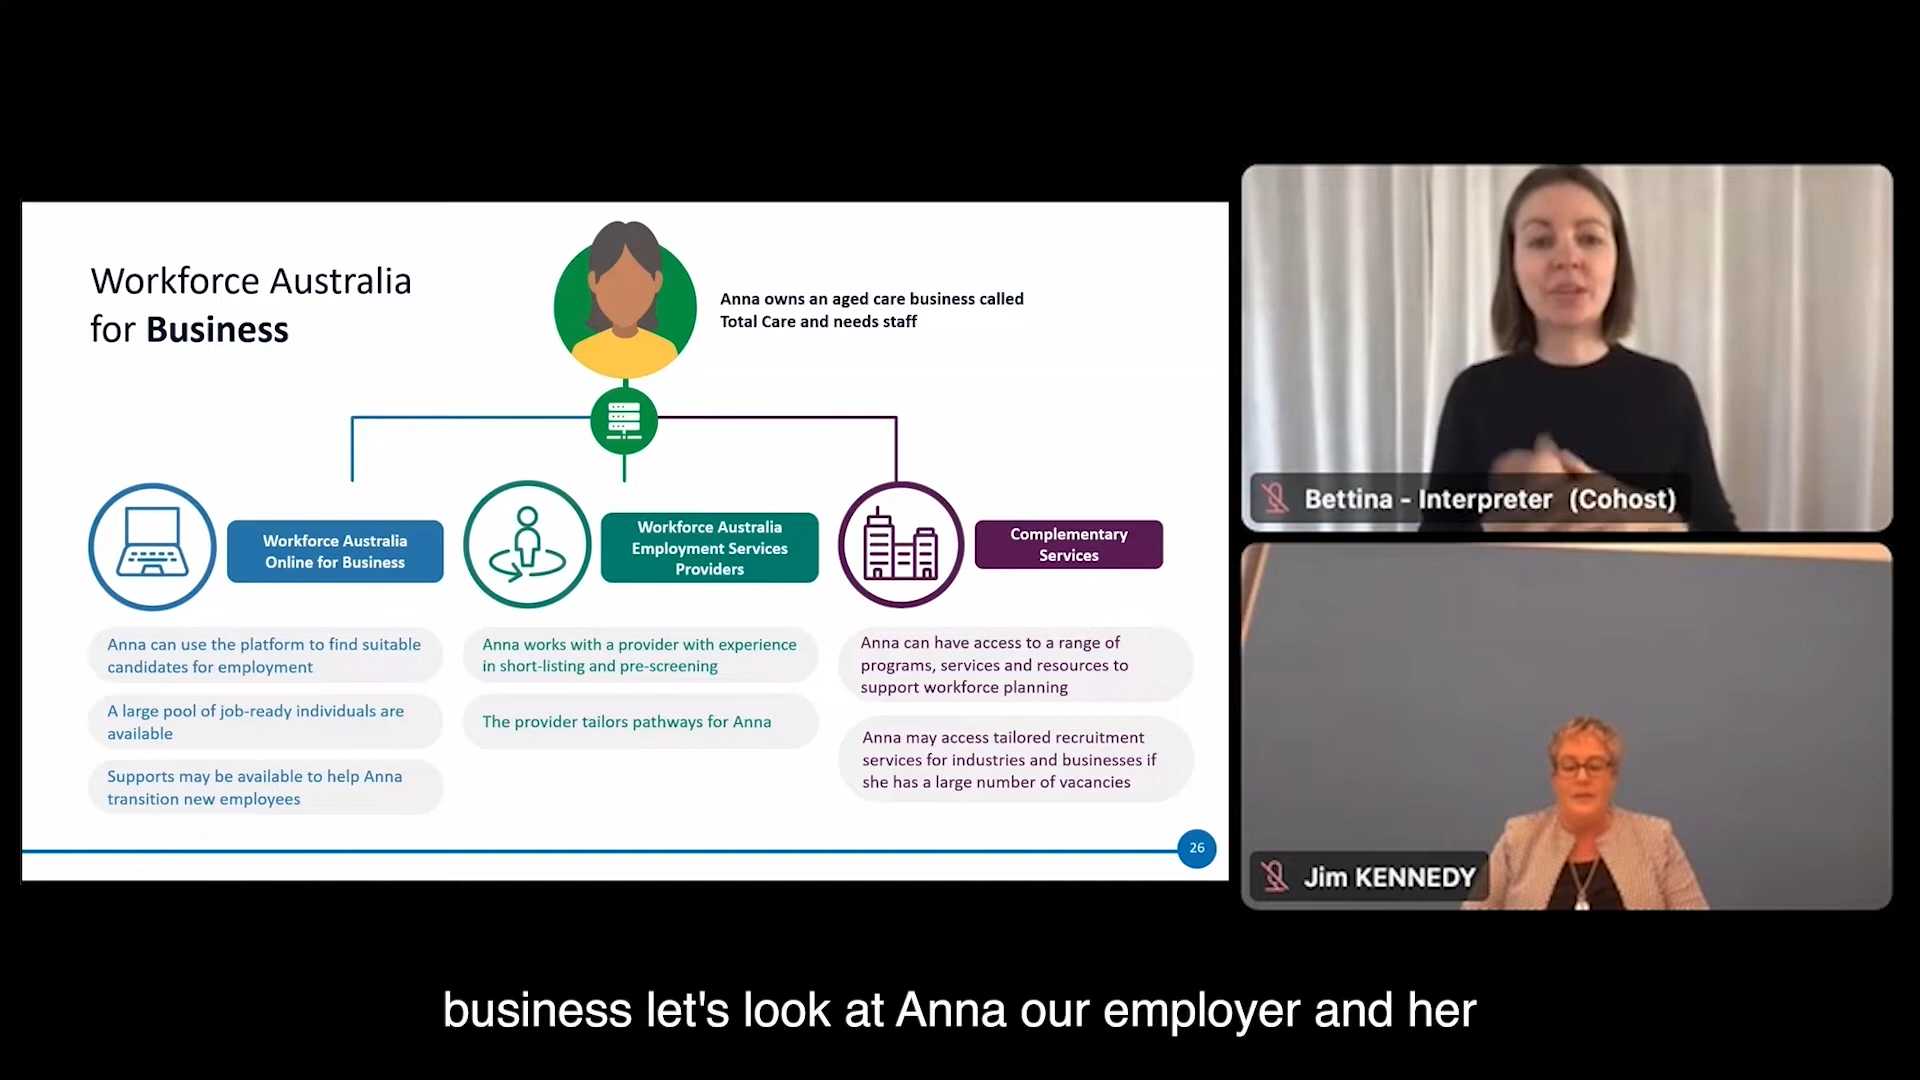 Workforce Australia
for Business
Anna owns an aged care business called
Total Care and needs staff
Workforce Australia
Online for Business
Anna can use the platform to find suitable
candidates for employment
A large pool of job-ready individuals are
available
Supports may be available to help Anna
transition new employees
Workforce Australia
Employment Services
Providers
Anna works with a provider with experience
in short-listing and pre-screening
The provider tailors pathways for Anna
Complementary
Services
Anna can have access to a range of
programs, services and resources to
support workforce planning
Anna may access tailored recruitment
services for industries and businesses if
she has a large number of vacancies
26
Bettina - Interpreter (Cohost)
Jim KENNEDY
business let's look at Anna our employer and her